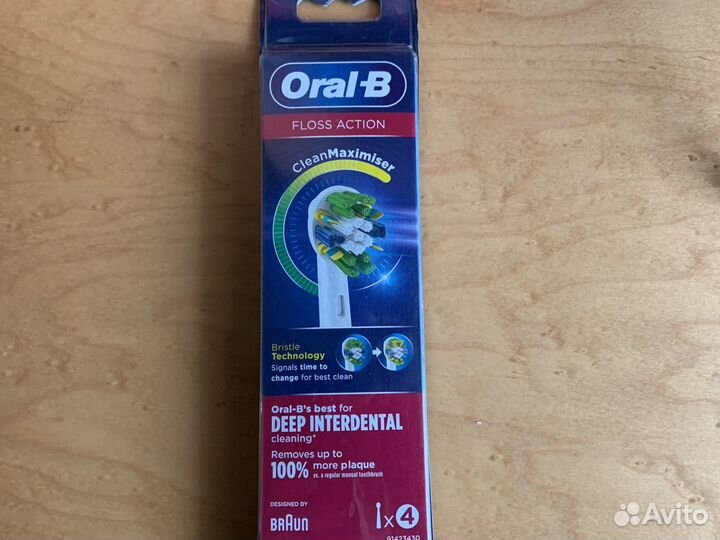 Oral-B
FLOSS ACTION
CleanMaximiser
Bristle
Technology
Signals time to
change for best clean
Oral-B's best for
DEEP INTERDENTAL
cleaning*
Removes up to
100% more plaque
vs. a regular manual toothbrush
DESIGNED BY
BRAUN
x4
91423430
Avito